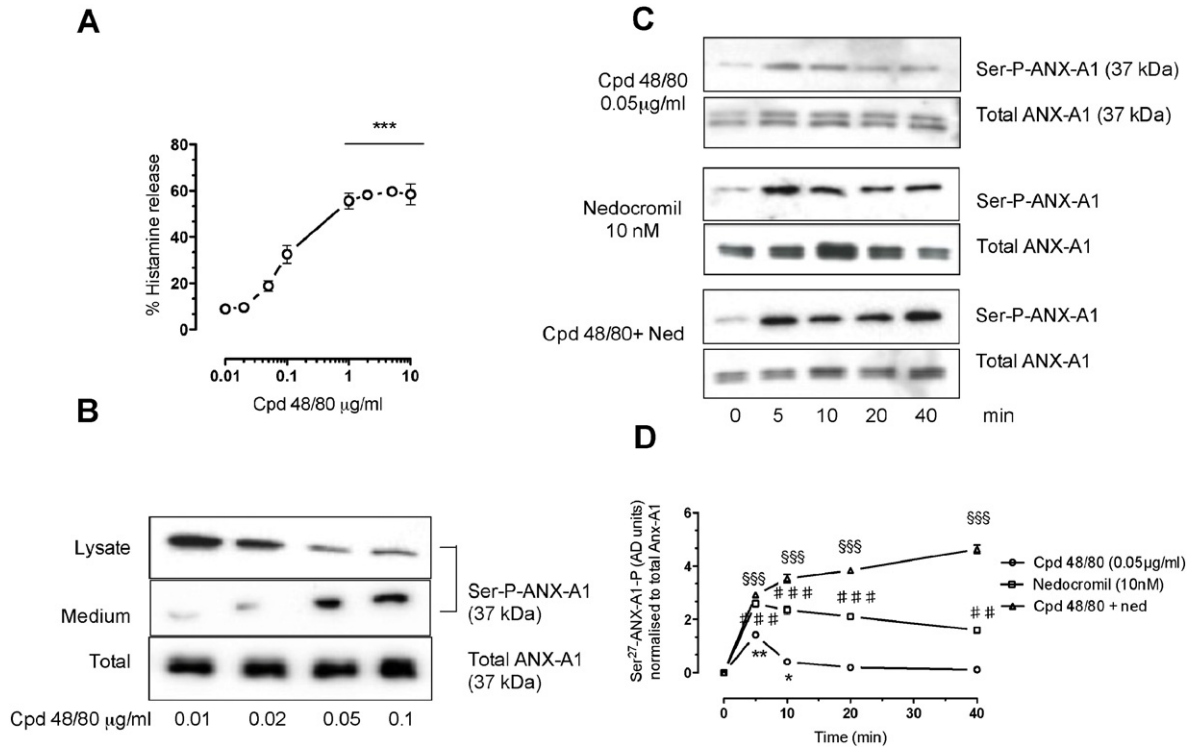 A
% Histamine release
80
60
40
20
0
***
0.01 0.1 1 10
Cpd 48/80 µg/ml
B
Lysate
Medium
Total
Ser-P-ANX-A1
(37 kDa)
Total ANX-A1
(37 kDa)
Cpd 48/80 µg/ml 0.01 0.02 0.05 0.1
C
Cpd 48/80
0.05µg/ml
Ser-P-ANX-A1 (37 kDa)
Total ANX-A1 (37 kDa)
Nedocromil
10 nM
Ser-P-ANX-A1
Total ANX-A1
Cpd 48/80+ Ned
Ser-P-ANX-A1
Total ANX-A1
0 5 10 20 40 min
D
Ser27-ANX-A1 -P (AD units)
normalised to total Anx-A1
6
4
2
0
§§§
§§§
§§§
§§§
###
###
###
##
**
*
0 10 20 30 40
Time (min)
Cpd 48/80 (0.05µg/ml)
Nedocromil (10nM)
Cpd 48/80 + ned